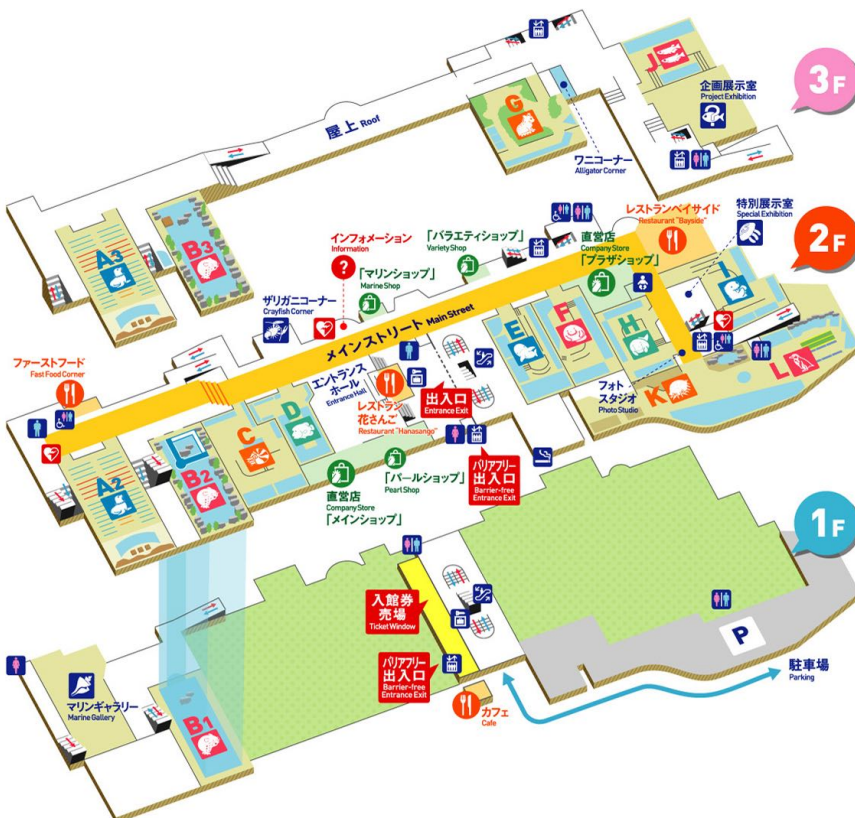 3F
J
企画展示室
Project Exhibition
G
屋上 Roof
ワニコーナー
Alligator Corner
A3
B3
2F
特別展示室
Special Exhibition
レストランベイサイド
Restaurant "Bayside"
直営店
Company Store
「プラザショップ」
「バラエティショップ」
Variety Shop
インフォメーション
Information
?
「マリンショップ」
Marine Shop
ザリガニコーナー
Crayfish Corner
メインストリート Main Street
ファーストフード
Fast Food Corner
エントランス
ホール
Entrance Hall
レストラン
花さんご
Restaurant "Hanasango"
出入口
Entrance Exit
バリアフリー
出入口
Barrier-free
Entrance Exit
「パールショップ」
Pearl Shop
直営店
Company Store
「メインショップ」
フォト
スタジオ
Photo Studio
A2
B2
C
D
E
F
H
I
K
L
1F
入館券
売場
Ticket Window
バリアフリー
出入口
Barrier-free
Entrance Exit
カフェ
Cafe
P
駐車場
Parking
マリンギャラリー
Marine Gallery
B1